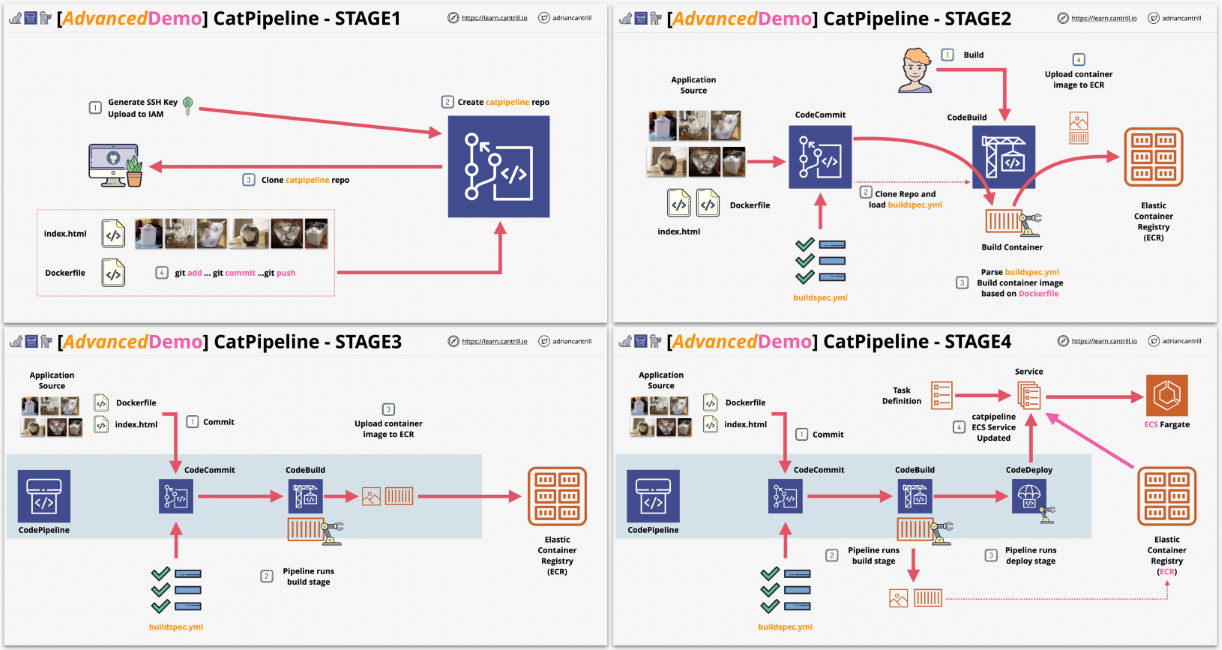 [AdvancedDemo] CatPipeline - STAGE1
https://learn.cantrill.io
adriancantrill
1
Generate SSH Key
Upload to IAM
2
Create catpipeline repo
3
Clone catpipeline repo
index.html
Dockerfile
4
git add ... git commit ...git push
[AdvancedDemo] CatPipeline - STAGE2
https://learn.cantrill.io
adriancantrill
1
Build
4
Upload container
image to ECR
Application
Source
CodeCommit
CodeBuild
2
Clone Repo and
load buildspec.yml
Dockerfile
index.html
Build Container
Elastic
Container
Registry
(ECR)
3
Parse buildspec.yml
Build container image
based on Dockerfile
buildspec.yml
[AdvancedDemo] CatPipeline - STAGE3
https://learn.cantrill.io
adriancantrill
Application
Source
Dockerfile
index.html
1
Commit
3
Upload container
image to ECR
CodeCommit
CodeBuild
CodePipeline
Elastic
Container
Registry
(ECR)
2
Pipeline runs
build stage
buildspec.yml
[AdvancedDemo] CatPipeline - STAGE4
https://learn.cantrill.io
adriancantrill
Application
Source
Dockerfile
index.html
1
Commit
Service
Task
Definition
4
catpipeline
ECS Service
Updated
ECS Fargate
CodeCommit
CodeBuild
CodeDeploy
CodePipeline
2
Pipeline runs
build stage
3
Pipeline runs
deploy stage
Elastic
Container
Registry
(ECR)
buildspec.yml